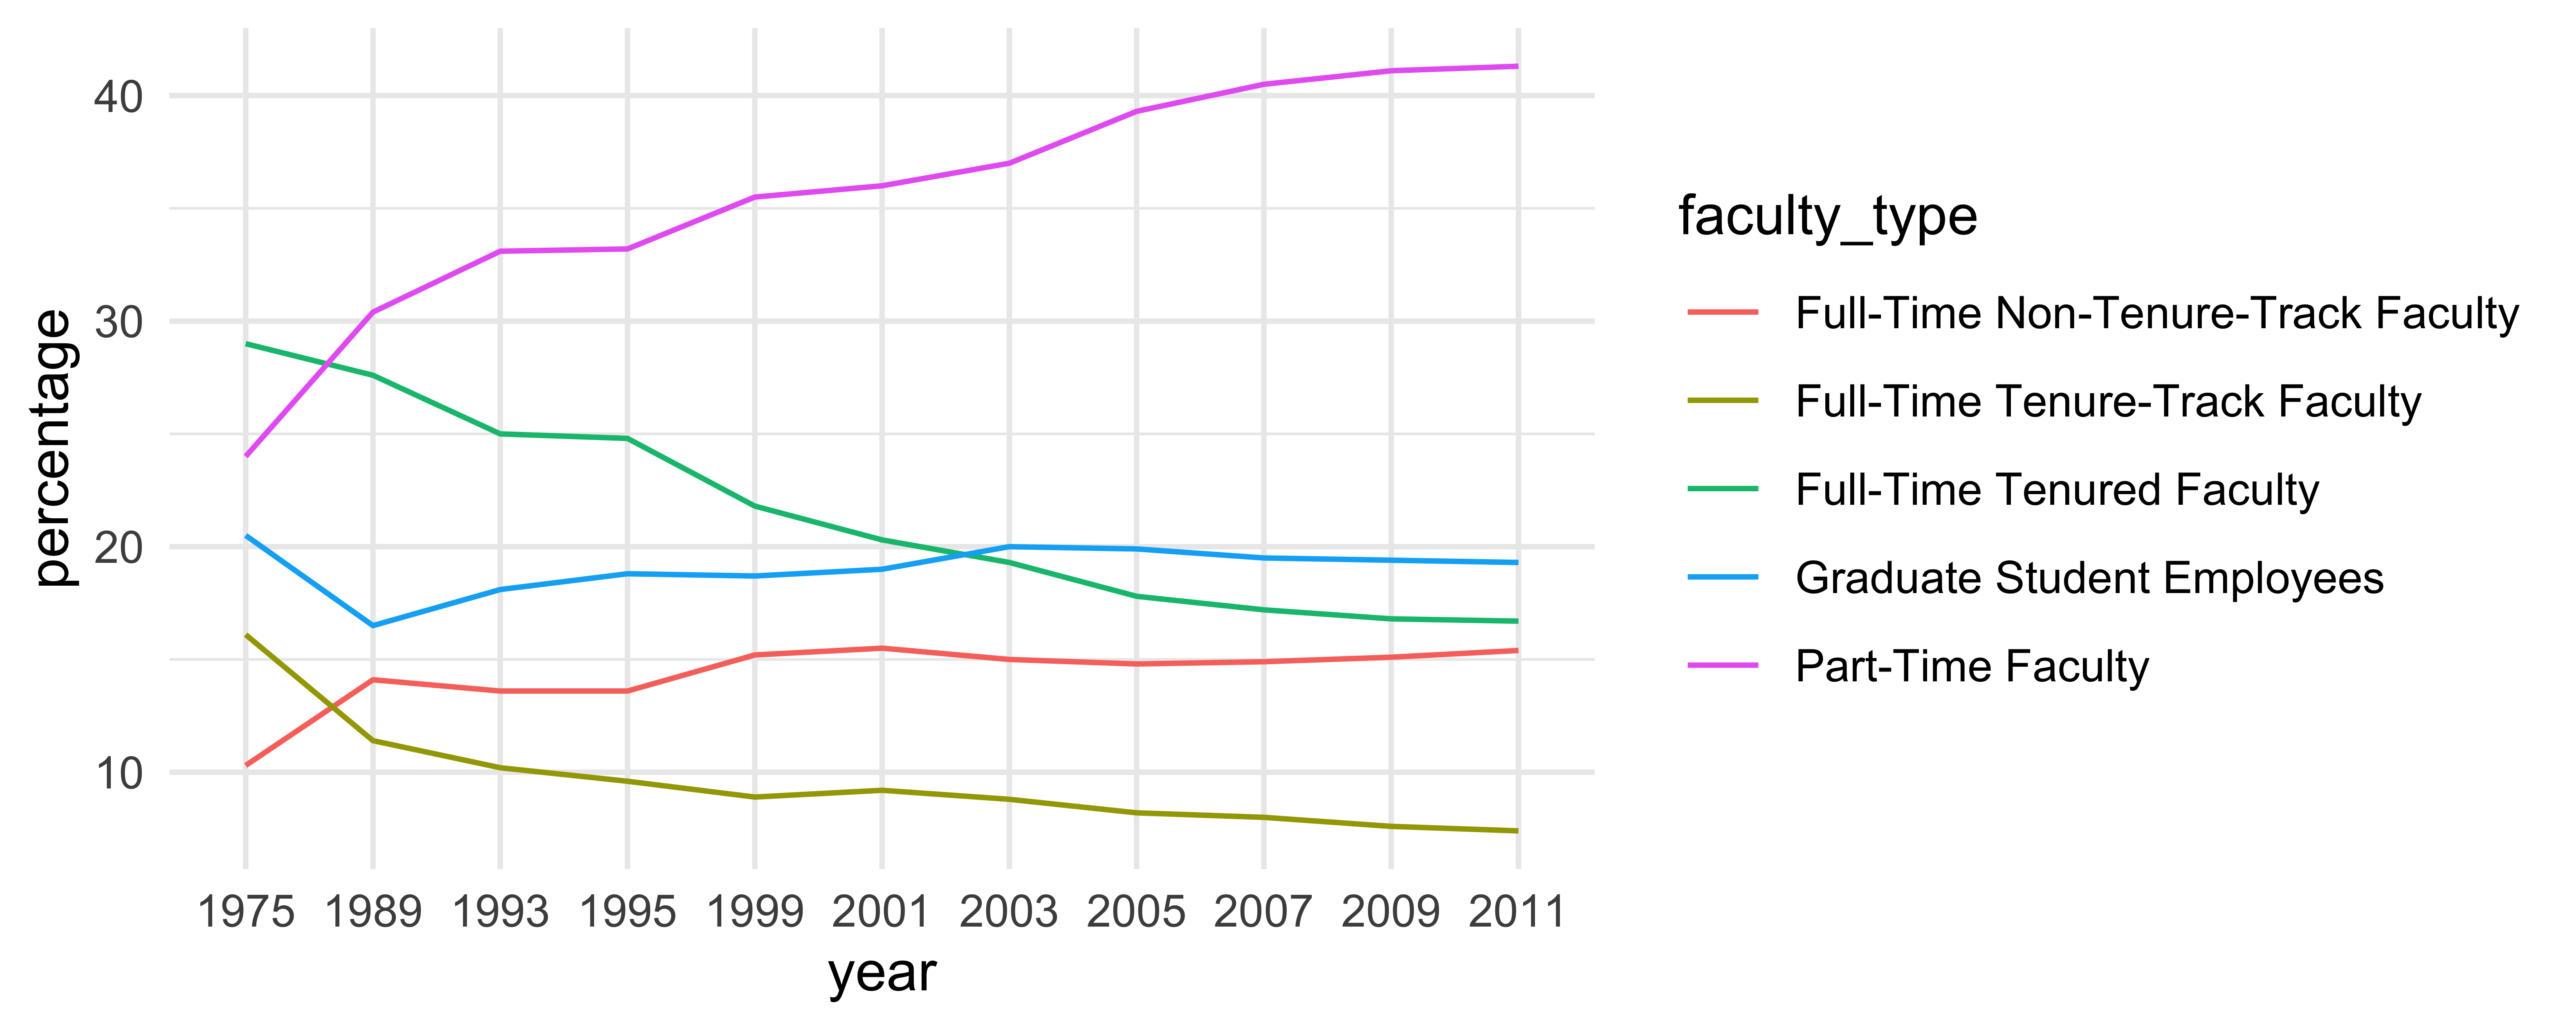 40
30
20
10
percentage
1975 1989 1993 1995 1999 2001 2003 2005 2007 2009 2011
year
faculty_type
Full-Time Non-Tenure-Track Faculty
Full-Time Tenure-Track Faculty
Full-Time Tenured Faculty
Graduate Student Employees
Part-Time Faculty